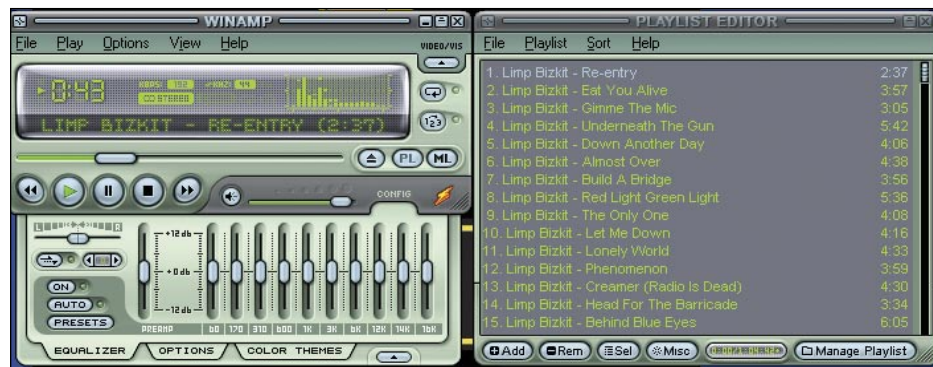 WINAMP
File Play Options View Help
VIDEO/VIS
0:43
KBPS: 192 KHZ: 44
STEREO
LIMP BIZKIT - RE-ENTRY (2:37)
123
PL ML
CONFIG
L R
ON
AUTO
PRESETS
+12db
+0db
-12db
PREAMP 60 170 310 600 1K 3K 6K 12K 14K 16K
EQUALIZER OPTIONS COLOR THEMES
PLAYLIST EDITOR
File Playlist Sort Help
1. Limp Bizkit - Re-entry 2:37
2. Limp Bizkit - Eat You Alive 3:57
3. Limp Bizkit - Gimme The Mic 3:05
4. Limp Bizkit - Underneath The Gun 5:42
5. Limp Bizkit - Down Another Day 4:06
6. Limp Bizkit - Almost Over 4:38
7. Limp Bizkit - Build A Bridge 3:56
8. Limp Bizkit - Red Light Green Light 5:36
9. Limp Bizkit - The Only One 4:08
10. Limp Bizkit - Let Me Down 4:16
11. Limp Bizkit - Lonely World 4:33
12. Limp Bizkit - Phenomenon 3:59
13. Limp Bizkit - Creamer (Radio Is Dead) 4:30
14. Limp Bizkit - Head For The Barricade 3:34
15. Limp Bizkit - Behind Blue Eyes 6:05
Add Rem Sel Misc Manage Playlist